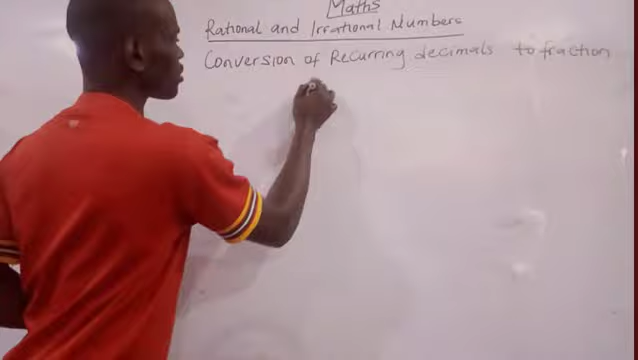 Maths
Rational and Irrational Numbers
Conversion of Recurring decimals to fraction